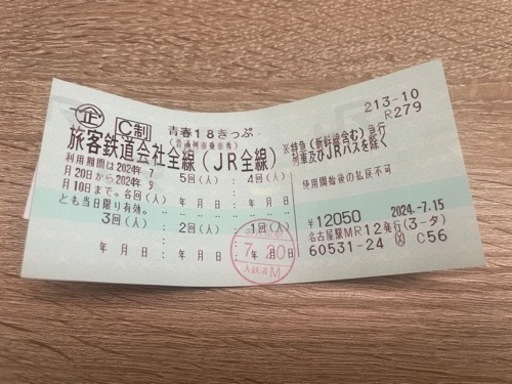 企 C制 青春18きっぷ 213-10
(普通列車乗車券) R279
旅客鉄道会社全線(JR全線) ※特急(新幹線含む)急行
列車及びJRバスを除く
利用期間は2024年7 5回(人) : 4回(人)
月20日から2024年9
月10日まで。各回(人) 年 月 日: 年 月 日 使用開始後の払戻不可
とも当日限り有効。
3回(人) : 2回(人) : 1回(人) ¥12050 2024.-7.15
7.20 名古屋駅MR12発行(3-タ)
年 月 日: 年 月 日: 年 月 日 60531-24 C56